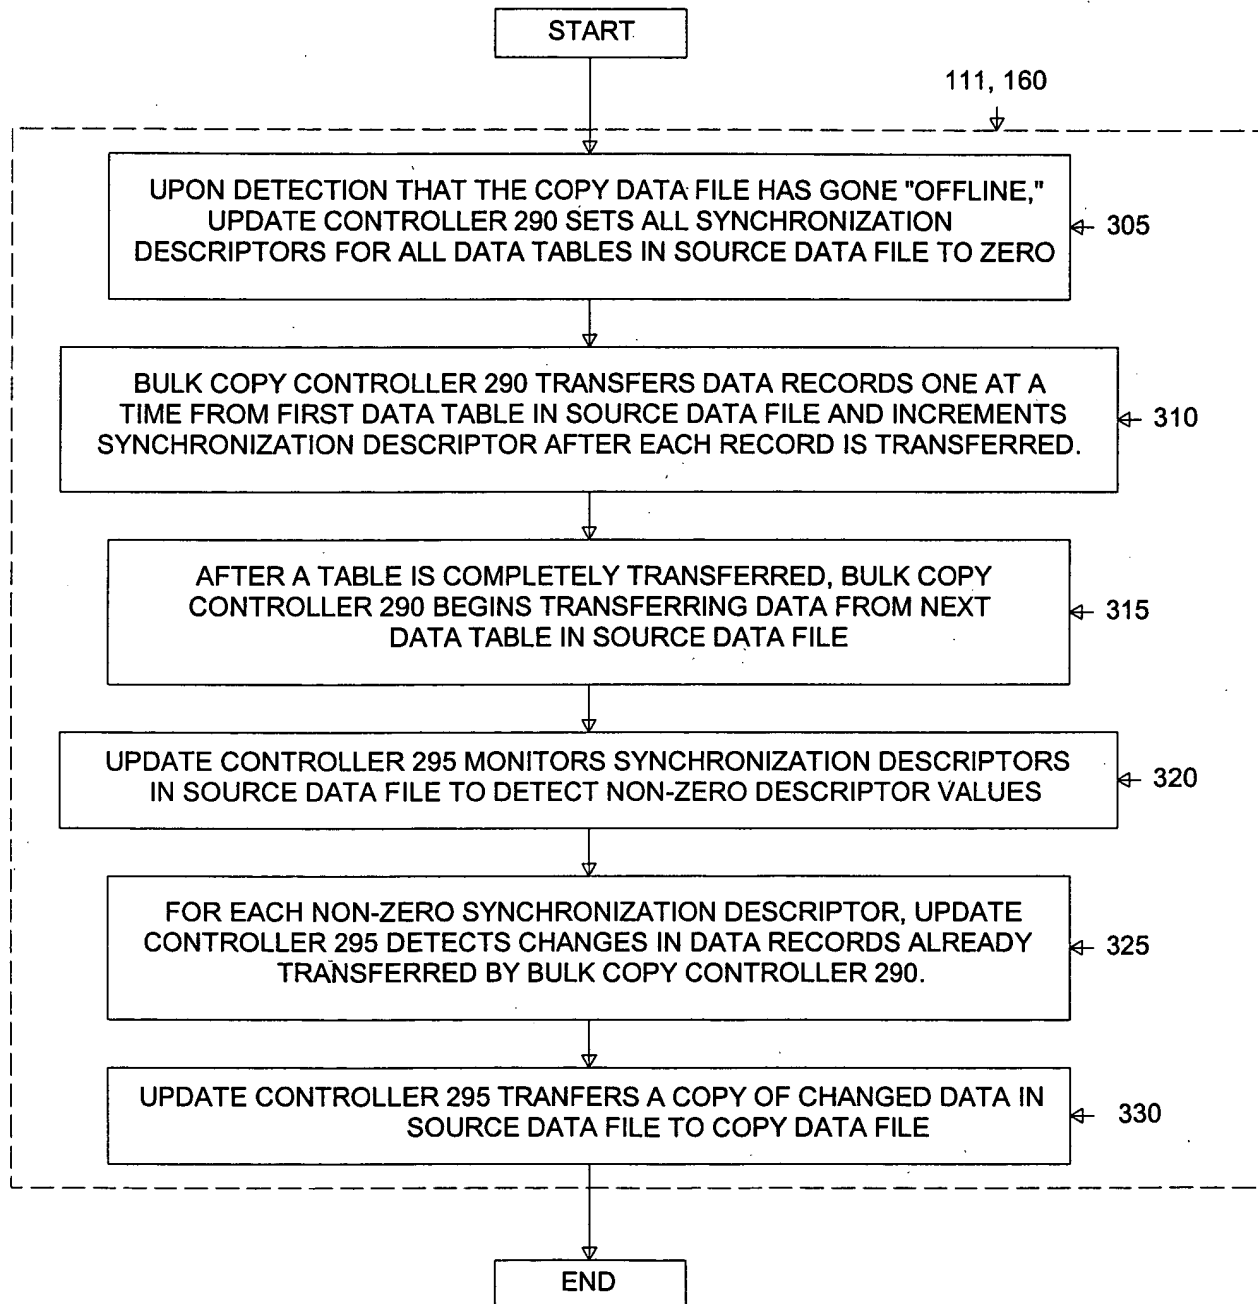 START
111, 160
UPON DETECTION THAT THE COPY DATA FILE HAS GONE "OFFLINE,"
UPDATE CONTROLLER 290 SETS ALL SYNCHRONIZATION
DESCRIPTORS FOR ALL DATA TABLES IN SOURCE DATA FILE TO ZERO
305
BULK COPY CONTROLLER 290 TRANSFERS DATA RECORDS ONE AT A
TIME FROM FIRST DATA TABLE IN SOURCE DATA FILE AND INCREMENTS
SYNCHRONIZATION DESCRIPTOR AFTER EACH RECORD IS TRANSFERRED.
310
AFTER A TABLE IS COMPLETELY TRANSFERRED, BULK COPY
CONTROLLER 290 BEGINS TRANSFERRING DATA FROM NEXT
DATA TABLE IN SOURCE DATA FILE
315
UPDATE CONTROLLER 295 MONITORS SYNCHRONIZATION DESCRIPTORS
IN SOURCE DATA FILE TO DETECT NON-ZERO DESCRIPTOR VALUES
320
FOR EACH NON-ZERO SYNCHRONIZATION DESCRIPTOR, UPDATE
CONTROLLER 295 DETECTS CHANGES IN DATA RECORDS ALREADY
TRANSFERRED BY BULK COPY CONTROLLER 290.
325
UPDATE CONTROLLER 295 TRANFERS A COPY OF CHANGED DATA IN
SOURCE DATA FILE TO COPY DATA FILE
330
END